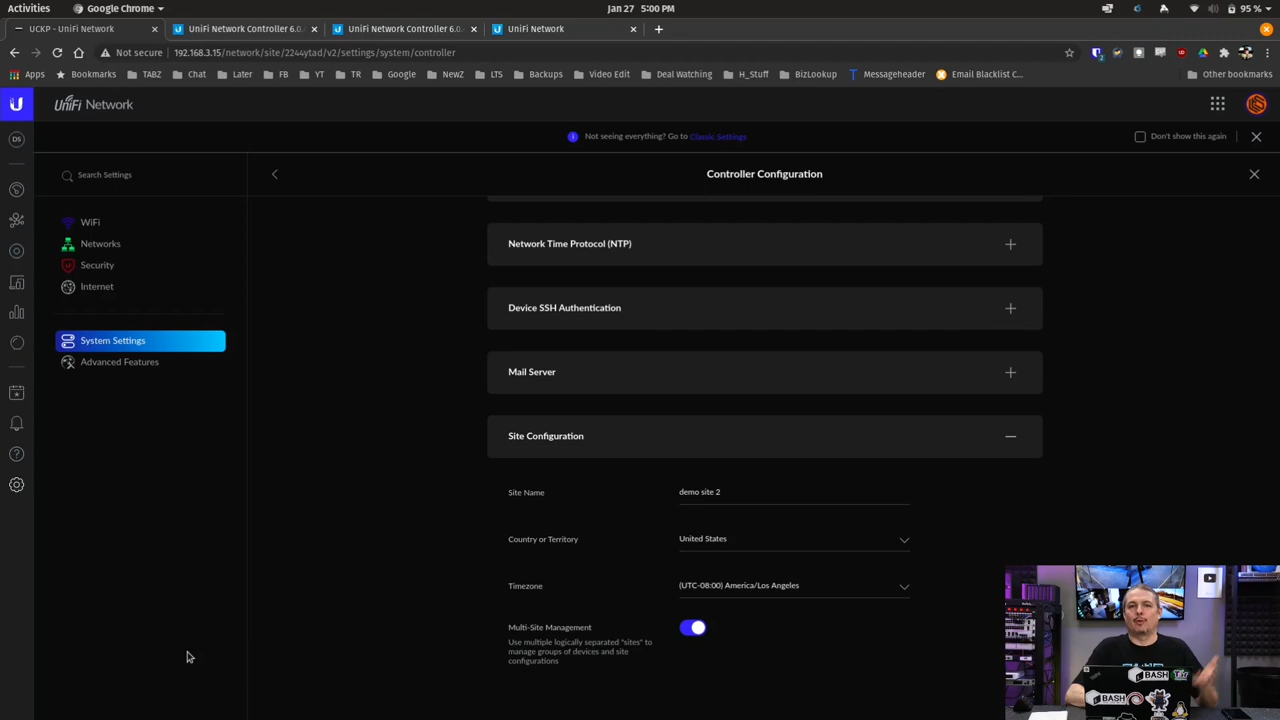 Activities
Google Chrome
Jan 27 5:00 PM
95 %
UCKP - UniFi Network
UniFi Network Controller 6.0.
UniFi Network Controller 6.0.
UniFi Network
Not secure
192.168.3.15/network/site/2244ytad/v2/settings/system/controller
Apps
Bookmarks
TABZ
Chat
Later
FB
YT
TR
Google
NewZ
LTS
Backups
Video Edit
Deal Watching
H_Stuff
BizLookup
Messageheader
Email Blacklist C...
Other bookmarks
UniFi Network
DS
Not seeing everything? Go to Classic Settings
Don't show this again
Search Settings
Controller Configuration
WiFi
Networks
Security
Internet
System Settings
Advanced Features
Network Time Protocol (NTP)
Device SSH Authentication
Mail Server
Site Configuration
Site Name
demo site 2
Country or Territory
United States
Timezone
(UTC-08:00) America/Los Angeles
Multi-Site Management
Use multiple logically separated "sites" to
manage groups of devices and site
configurations
BASH
BASH